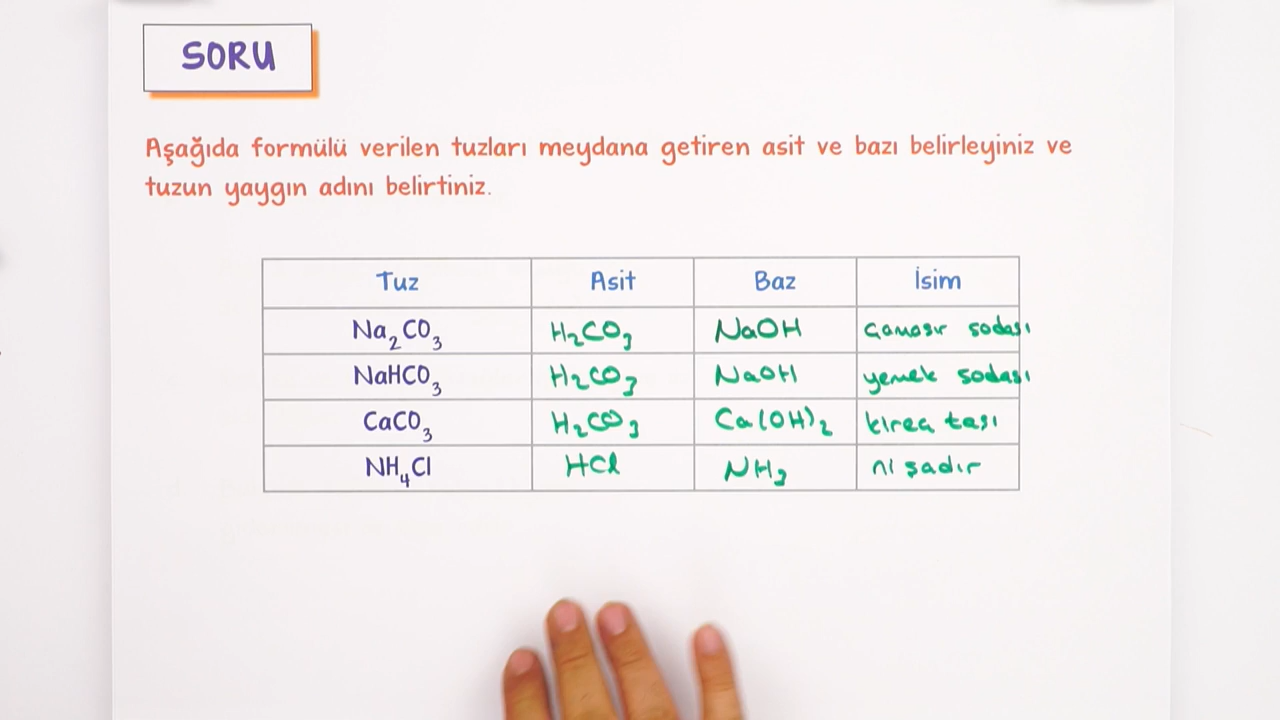 SORU
Aşağıda formülü verilen tuzları meydana getiren asit ve bazı belirleyiniz ve
tuzun yaygın adını belirtiniz.
Tuz Asit Baz İsim
Na₂CO₃ H₂CO₃ NaOH Çamaşır sodası
NaHCO₃ H₂CO₃ NaOH yemek sodası
CaCO₃ H₂CO₃ Ca(OH)₂ kireç taşı
NH₄Cl HCl NH₃ nişadır